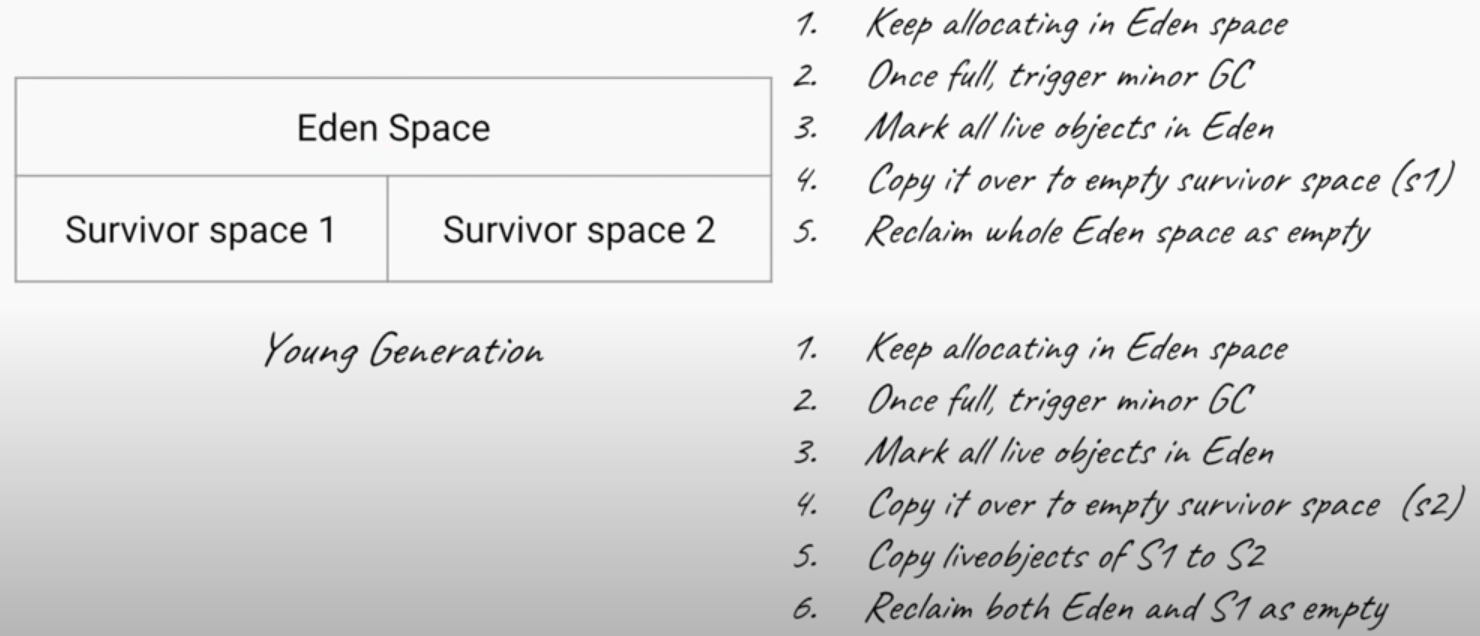 Eden Space
Survivor space 1
Survivor space 2
Young Generation
1. Keep allocating in Eden space
2. Once full, trigger minor GC
3. Mark all live objects in Eden
4. Copy it over to empty survivor space (s1)
5. Reclaim whole Eden space as empty
1. Keep allocating in Eden space
2. Once full, trigger minor GC
3. Mark all live objects in Eden
4. Copy it over to empty survivor space (s2)
5. Copy liveobjects of S1 to S2
6. Reclaim both Eden and S1 as empty